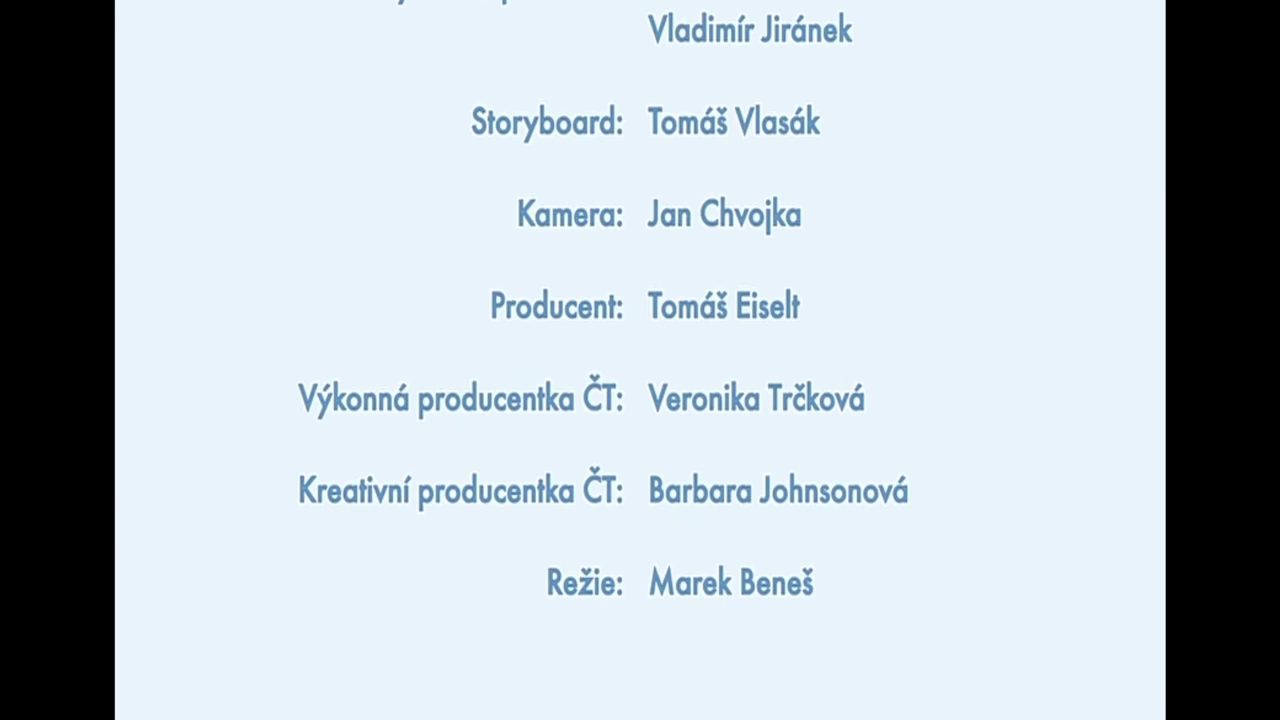 Vladimír Jiránek
Storyboard: Tomáš Vlasák
Kamera: Jan Chvojka
Producent: Tomáš Eiselt
Výkonná producentka ČT: Veronika Trčková
Kreativní producentka ČT: Barbara Johnsonová
Režie: Marek Beneš